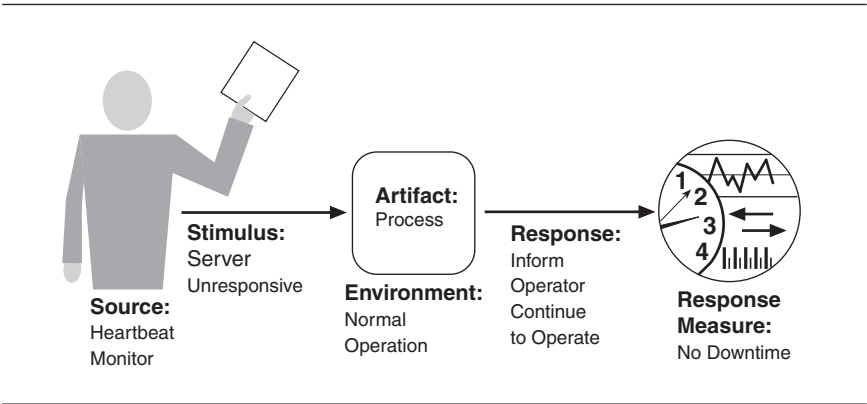 Source:
Heartbeat
Monitor
Stimulus:
Server
Unresponsive
Artifact:
Process
Environment:
Normal
Operation
Response:
Inform
Operator
Continue
to Operate
1
2
3
4
Response
Measure:
No Downtime